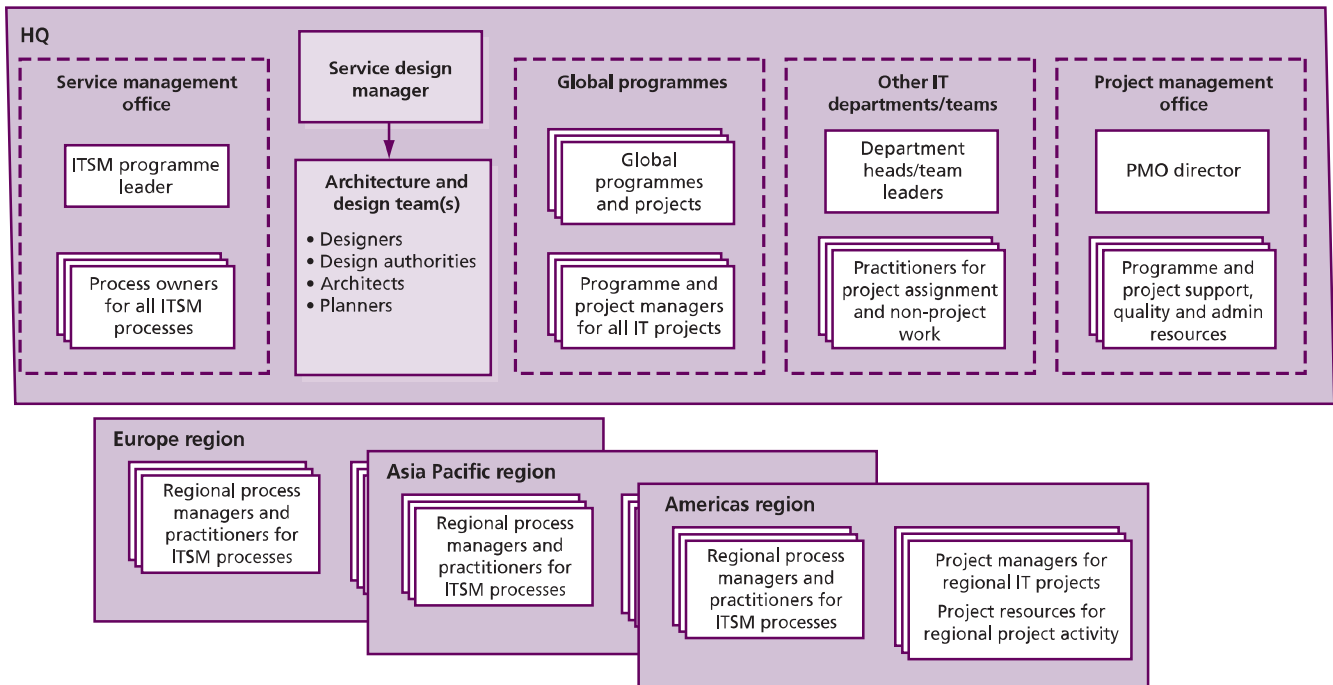 HQ
Service management
office
ITSM programme
leader
Process owners
for all ITSM
processes
Service design
manager
Architecture and
design team(s)
• Designers
• Design authorities
• Architects
• Planners
Global programmes
Global
programmes
and projects
Programme and
project managers
for all IT projects
Other IT
departments/teams
Department
heads/team
leaders
Practitioners for
project assignment
and non-project
work
Project management
office
PMO director
Programme and
project support,
quality and admin
resources
Europe region
Regional process
managers and
practitioners for
ITSM processes
Asia Pacific region
Regional process
managers and
practitioners for
ITSM processes
Americas region
Regional process
managers and
practitioners for
ITSM processes
Project managers for
regional IT projects
Project resources for
regional project activity